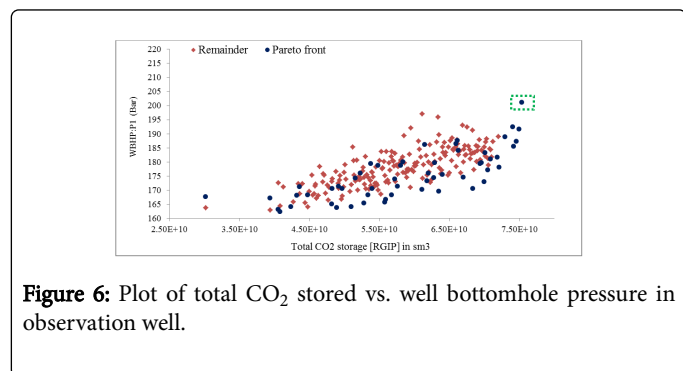 220
215
210
205
200
195
190
185
180
175
170
165
160
WBHP:P1 (Bar)
Remainder
Pareto front
2.50E+10
3.50E+10
4.50E+10
5.50E+10
6.50E+10
7.50E+10
Total CO2 storage [RGIP] in sm3
Figure 6: Plot of total CO₂ stored vs. well bottomhole pressure in
observation well.